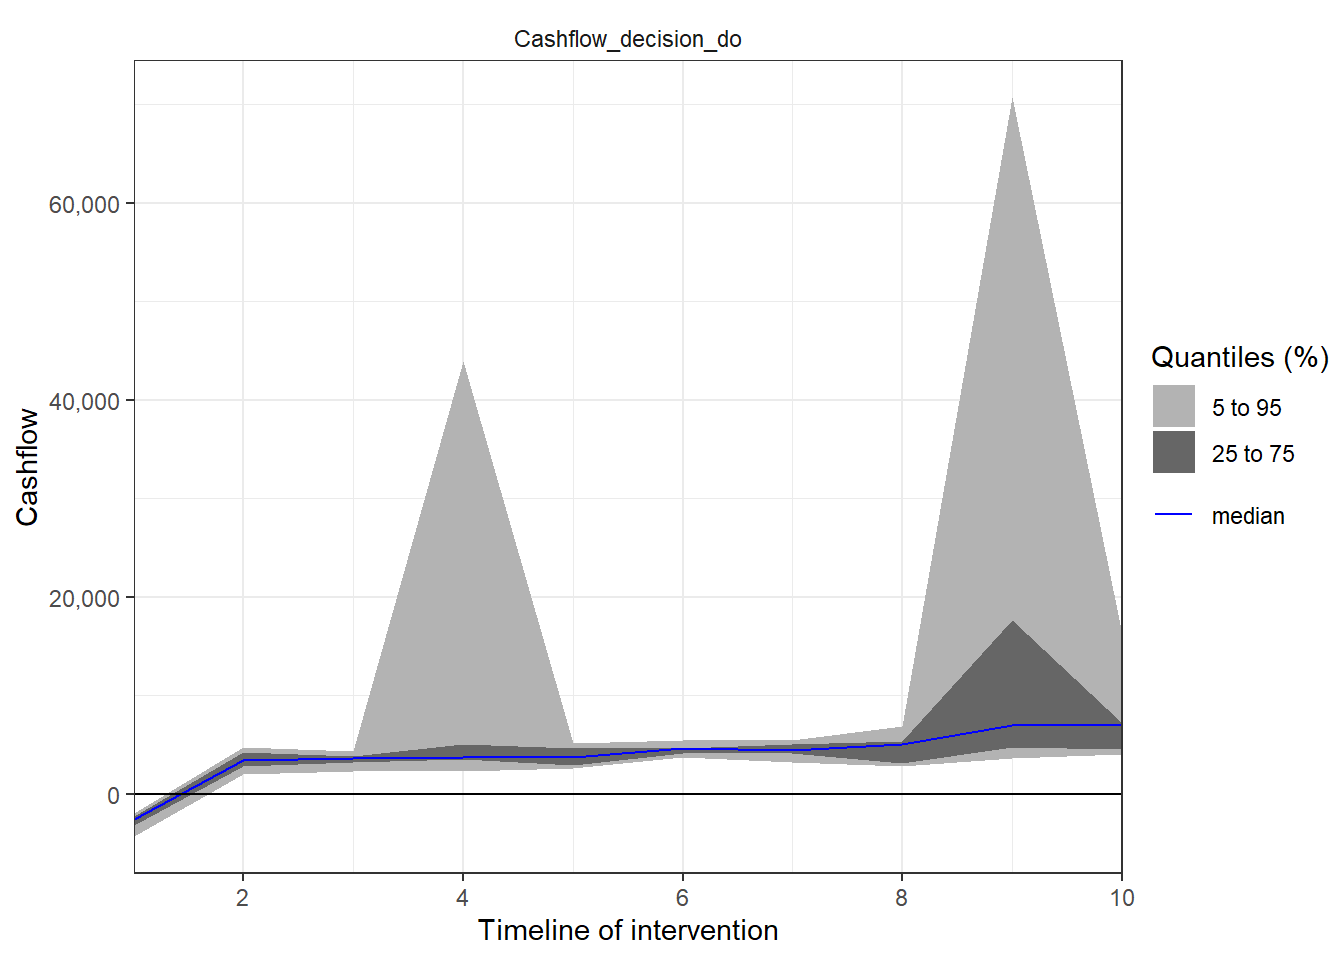 Cashflow_decision_do
60,000
40,000
20,000
0
Cashflow
2 4 6 8 10
Timeline of intervention
Quantiles (%)
5 to 95
25 to 75
median